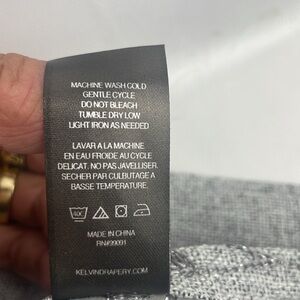 MACHINE WASH COLD
GENTLE CYCLE
DO NOT BLEACH
TUMBLE DRY LOW
LIGHT IRON AS NEEDED
LAVAR A LA MACHINE
EN EAU FROIDE AU CYCLE
DELICAT. NO PAS JAVELLISER.
SECHER PAR CULBUTAGE A
BASSE TEMPERATURE.
40C
MADE IN CHINA
RN#99091
KELVINDRAPERY.COM